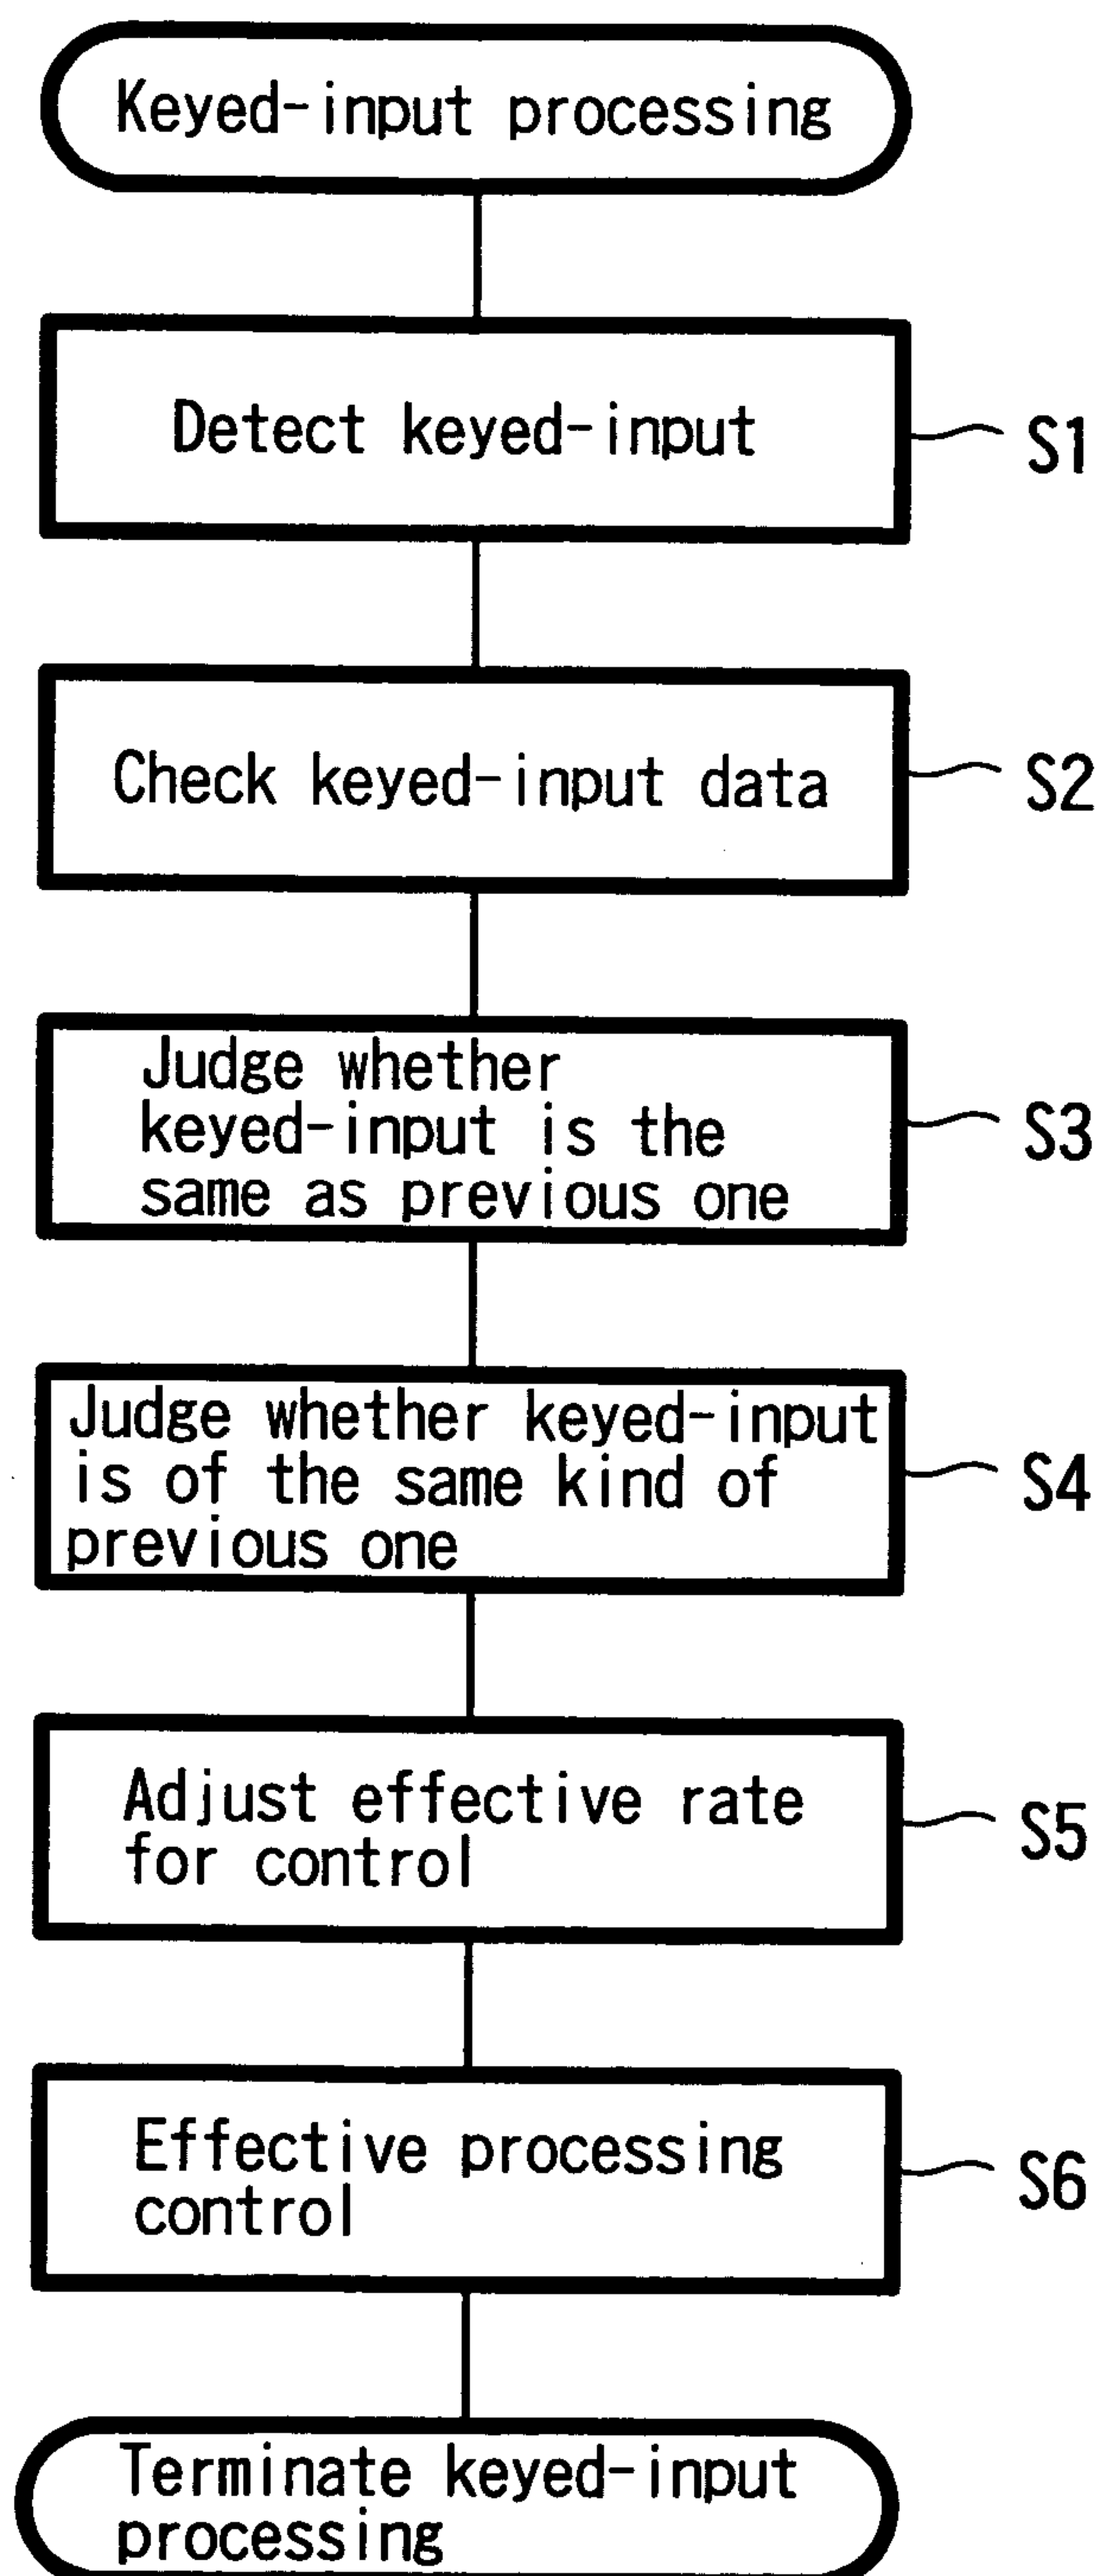 Keyed-input processing
Detect keyed-input
S1
Check keyed-input data
S2
Judge whether
keyed-input is the
same as previous one
S3
Judge whether keyed-input
is of the same kind of
previous one
S4
Adjust effective rate
for control
S5
Effective processing
control
S6
Terminate keyed-input
processing